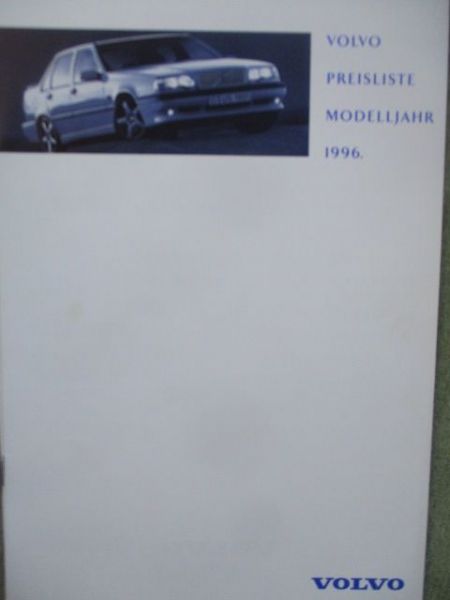 VOLVO
PREISLISTE
MODELLJAHR
1996.
VOLVO